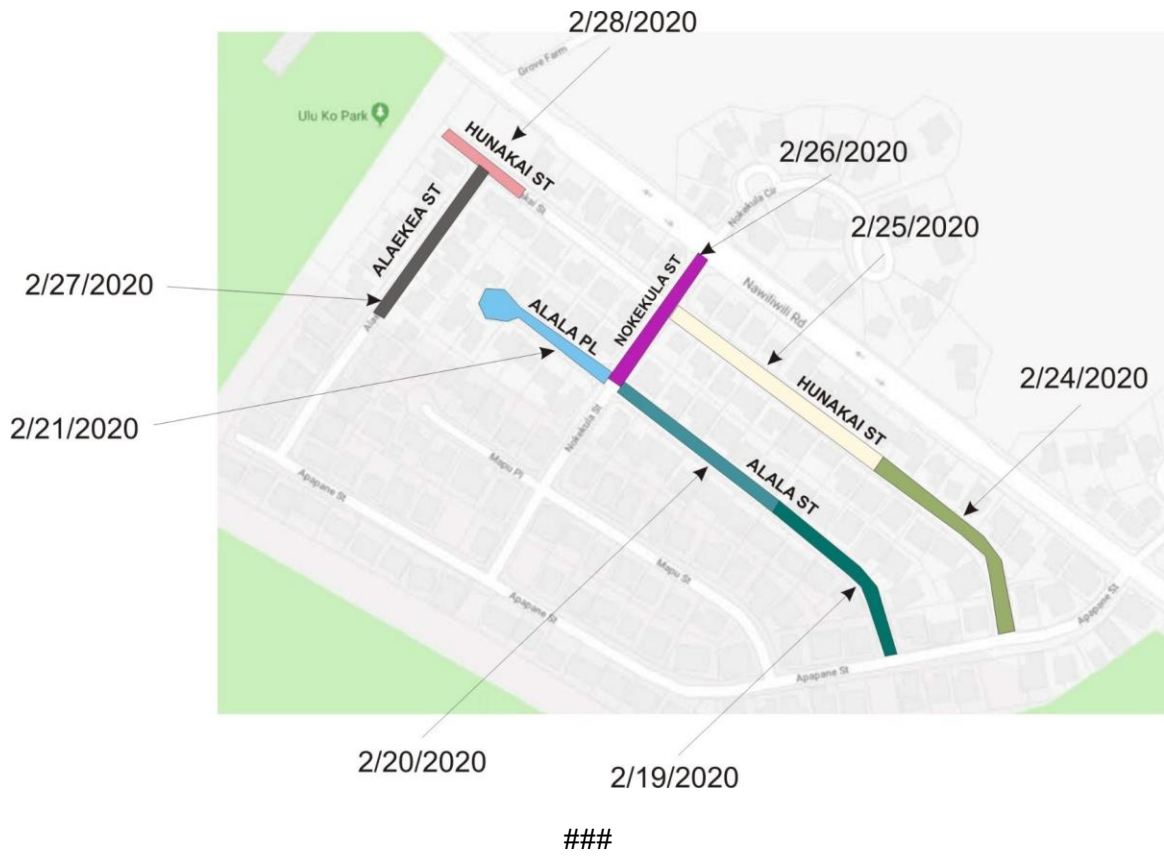 2/28/2020
Grove Farm
Ulu Ko Park
HUNAKAI ST
2/26/2020
ALAEKEA ST
Nokekula Cir
2/25/2020
2/27/2020
NOKEKULA ST
Nawiliwili Rd
ALALA PL
2/24/2020
HUNAKAI ST
2/21/2020
Nokekula St
ALALA ST
Mapu Pl
Apapane St
Mapu St
Apapane St
Apapane St
Apapane St
2/20/2020
2/19/2020
###